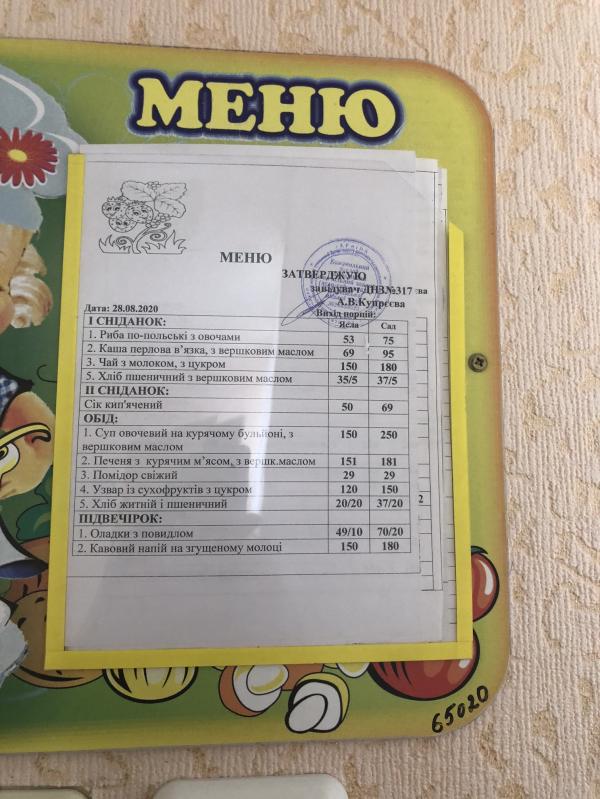 МЕНЮ
МЕНЮ
ЗАТВЕРДЖУЮ
завідувач ДНЗ№317
А.В.Купрєєва
Дата: 28.08.2020 Вихід порцій:
І СНІДАНОК: Ясла Сад
1. Риба по-польські з овочами 53 75
2. Каша перлова в'язка, з вершковим маслом 69 95
3. Чай з молоком, з цукром 150 180
5. Хліб пшеничний з вершковим маслом 35/5 37/5
ІІ СНІДАНОК:
Сік кип'ячений 50 69
ОБІД:
1. Суп овочевий на курячому бульйоні, з вершковим маслом 150 250
2. Печеня з курячим м'ясом, з вершк.маслом 151 181
3. Помідор свіжий 29 29
4. Узвар із сухофруктів з цукром 120 150
5. Хліб житній і пшеничний 20/20 37/20
ПІДВЕЧІРОК:
1. Оладки з повидлом 49/10 70/20
2. Кавовий напій на згущеному молоці 150 180
65020